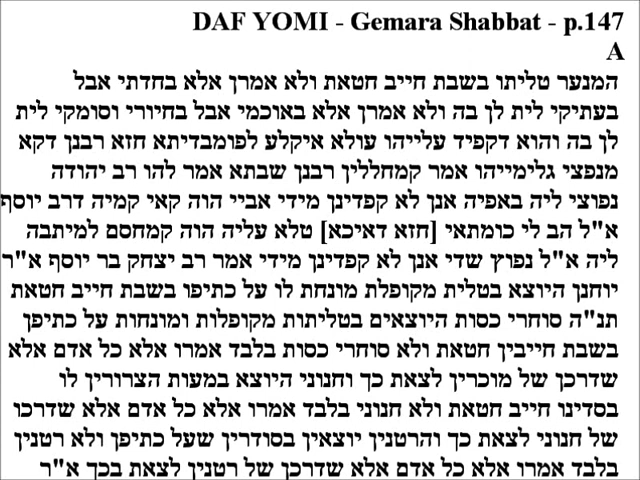 DAF YOMI - Gemara Shabbat - p.147
A
המנער טליתו בשבת חייב חטאת ולא אמרן אלא בחדתי אבל
בעתיקי לית לן בה ולא אמרן אלא באוכמי אבל בחיורי וסומקי לית
לן בה והוא דקפיד עלייהו עולא איקלע לפומבדיתא חזא רבנן דקא
מנפצי גלימייהו אמר קמחללין רבנן שבתא אמר להו רב יהודה
נפוצי ליה באפיה אנן לא קפדינן מידי אביי הוה קאי קמיה דרב יוסף
א"ל הב לי כומתאי [חזא דאיכא] טלא עליה הוה קמחסם למיתבה
ליה א"ל נפוץ שדי אנן לא קפדינן מידי אמר רב יצחק בר יוסף א"ר
יוחנן היוצא בטלית מקופלת מונחת לו על כתיפו בשבת חייב חטאת
תנ"ה סוחרי כסות היוצאים בטליתות מקופלות ומונחות על כתיפן
בשבת חייבין חטאת ולא סוחרי כסות בלבד אמרו אלא כל אדם אלא
שדרכן של מוכרין לצאת כך וחנוני היוצא במעות הצרורין לו
בסדינו חייב חטאת ולא חנוני בלבד אמרו אלא כל אדם אלא שדרכו
של חנוני לצאת כך והרטנין יוצאין בסודרין שעל כתיפן ולא רטנין
בלבד אמרו אלא כל אדם אלא שדרכן של רטנין לצאת בכך א"ר